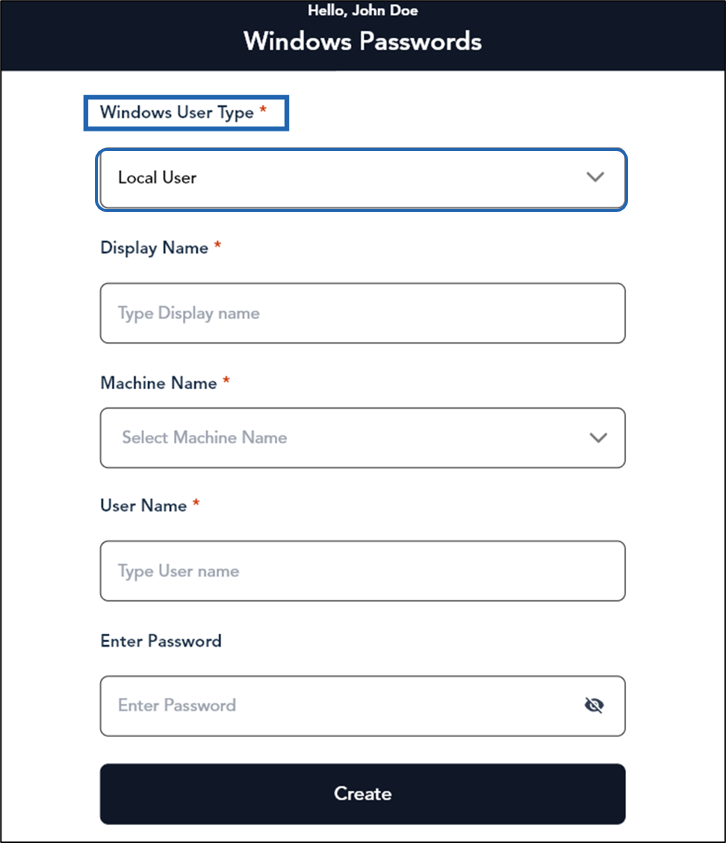 Hello, John Doe
Windows Passwords
Windows User Type *
Local User
Display Name *
Type Display name
Machine Name *
Select Machine Name
User Name *
Type User name
Enter Password
Enter Password
Create